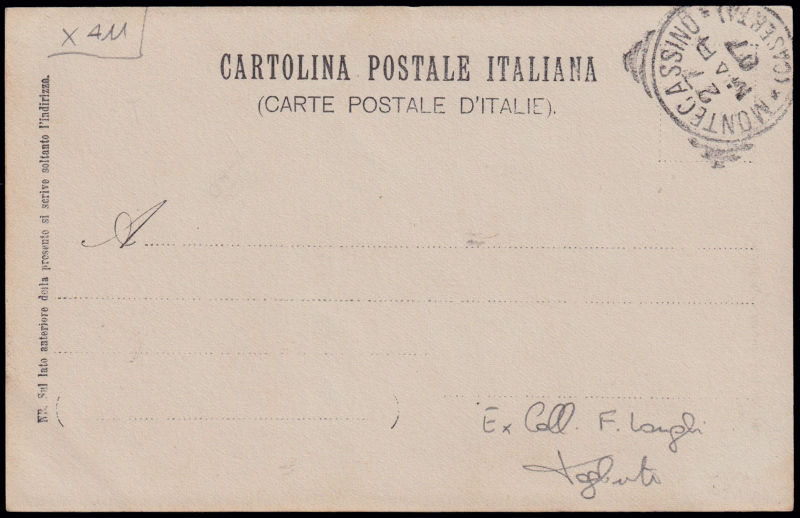 X 411
CARTOLINA POSTALE ITALIANA
(CARTE POSTALE D'ITALIE).
* MONTECASSINO * (CASERTA)
27 MAR 07
NB. Sul lato anteriore della presente si scrive soltanto l'indirizzo.
A
Ex Coll. F.